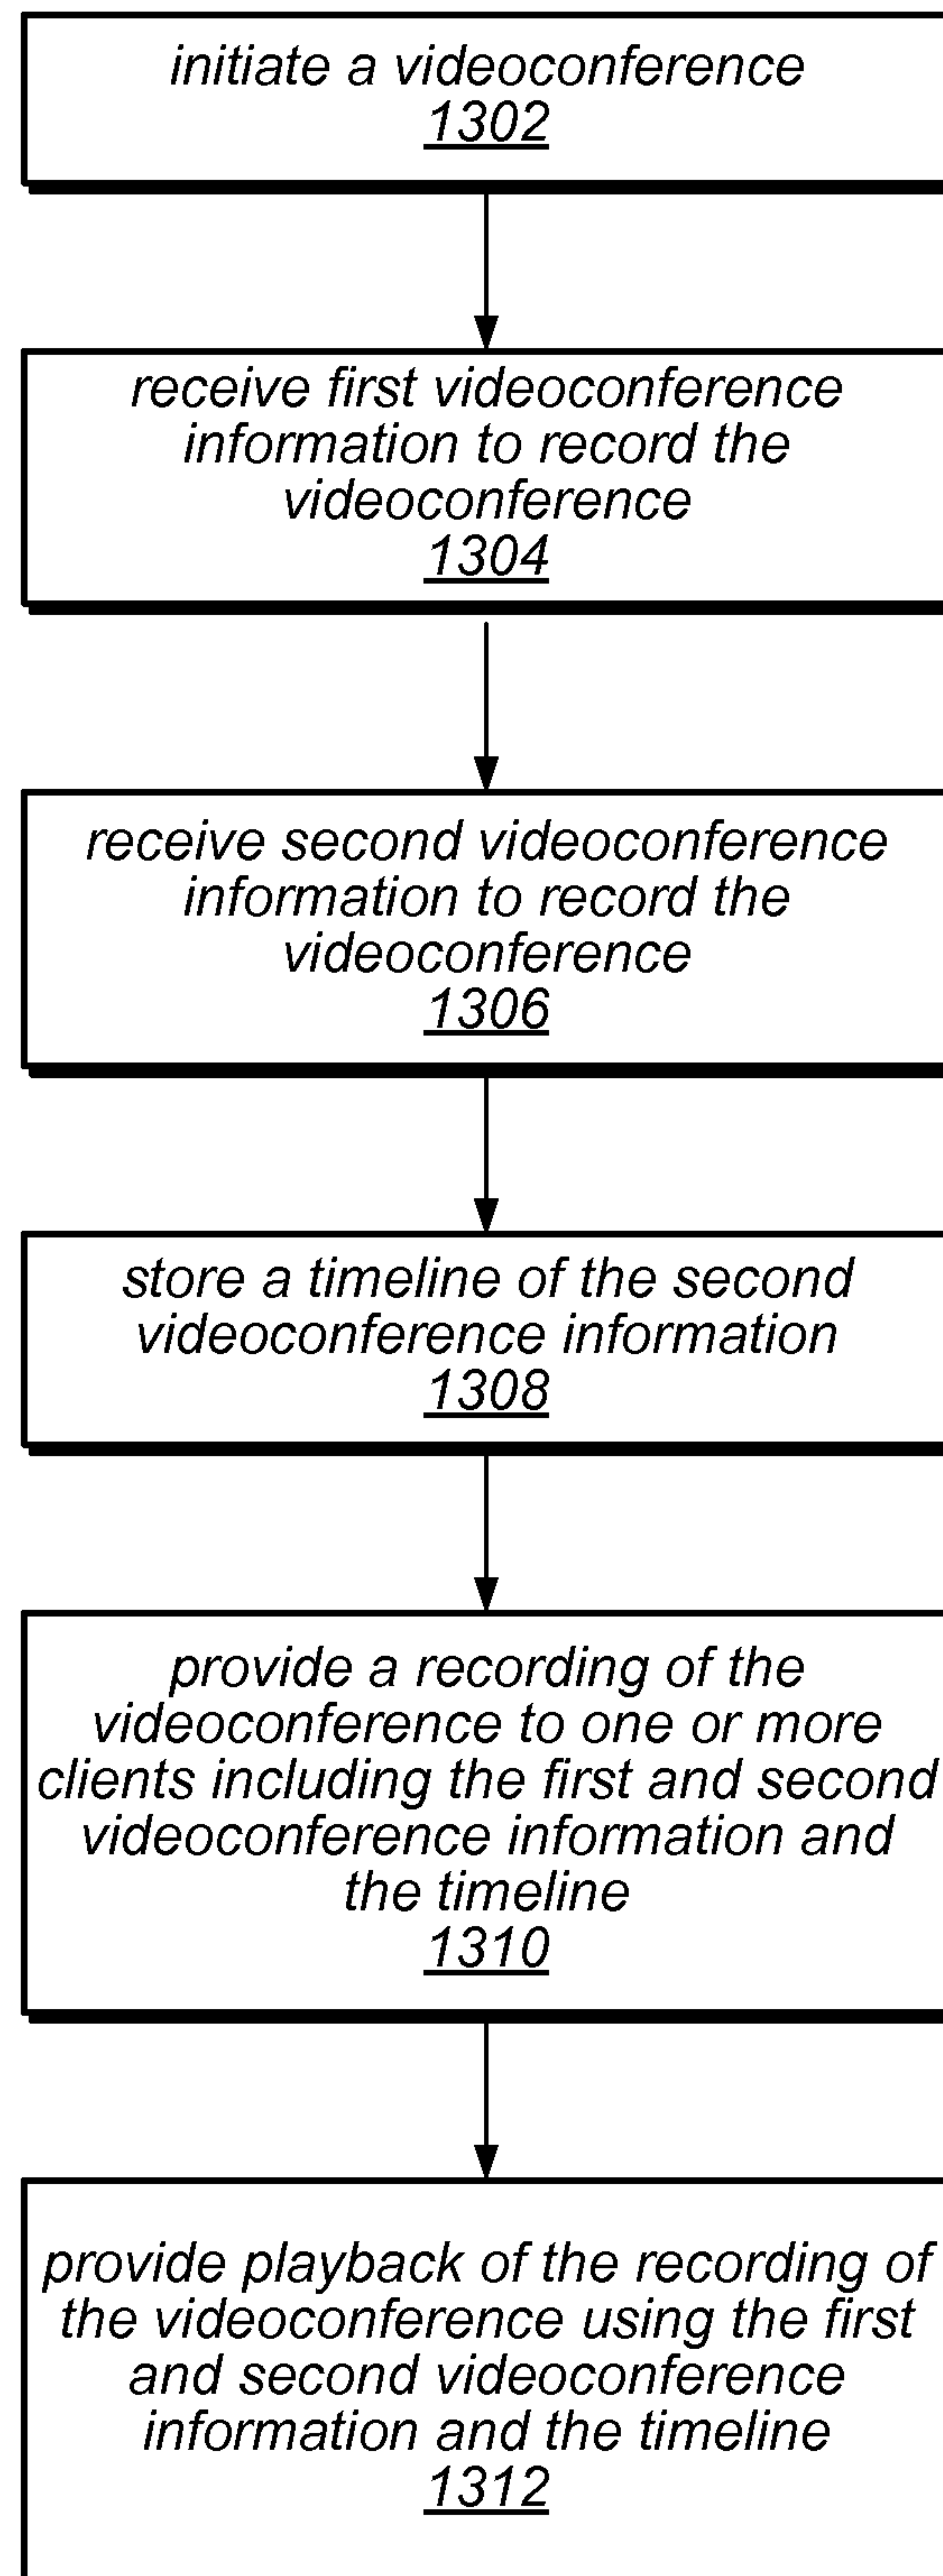 initiate a videoconference
1302
receive first videoconference
information to record the
videoconference
1304
receive second videoconference
information to record the
videoconference
1306
store a timeline of the second
videoconference information
1308
provide a recording of the
videoconference to one or more
clients including the first and second
videoconference information and
the timeline
1310
provide playback of the recording of
the videoconference using the first
and second videoconference
information and the timeline
1312